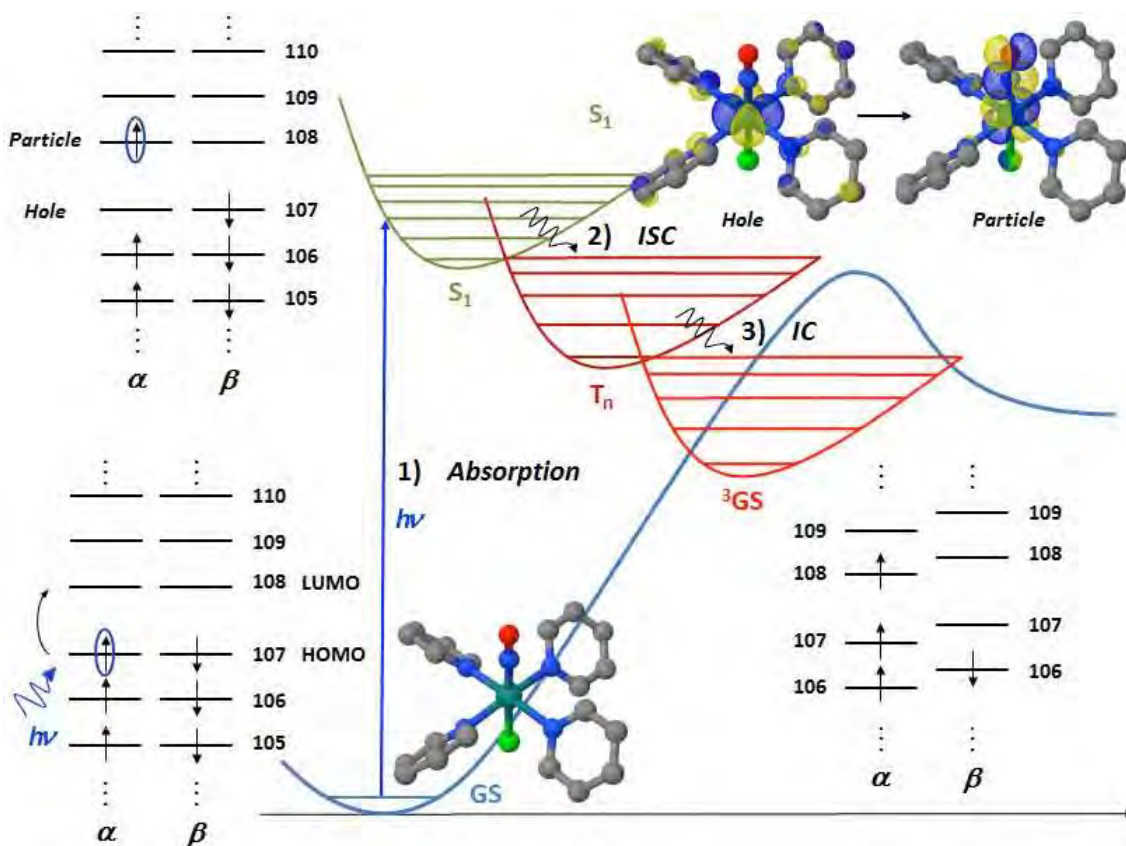 ⋮ ⋮
110
109
Particle 108
Hole 107
106
105
⋮ ⋮
α β
S₁
Hole
Particle
2) ISC
S₁
3) IC
Tₙ
³GS
1) Absorption
hν
⋮ ⋮
110
109
108 LUMO
107 HOMO
106
105
hν
⋮ ⋮
α β
GS
⋮ ⋮
109 109
108 108
107 107
106 106
⋮ ⋮
α β